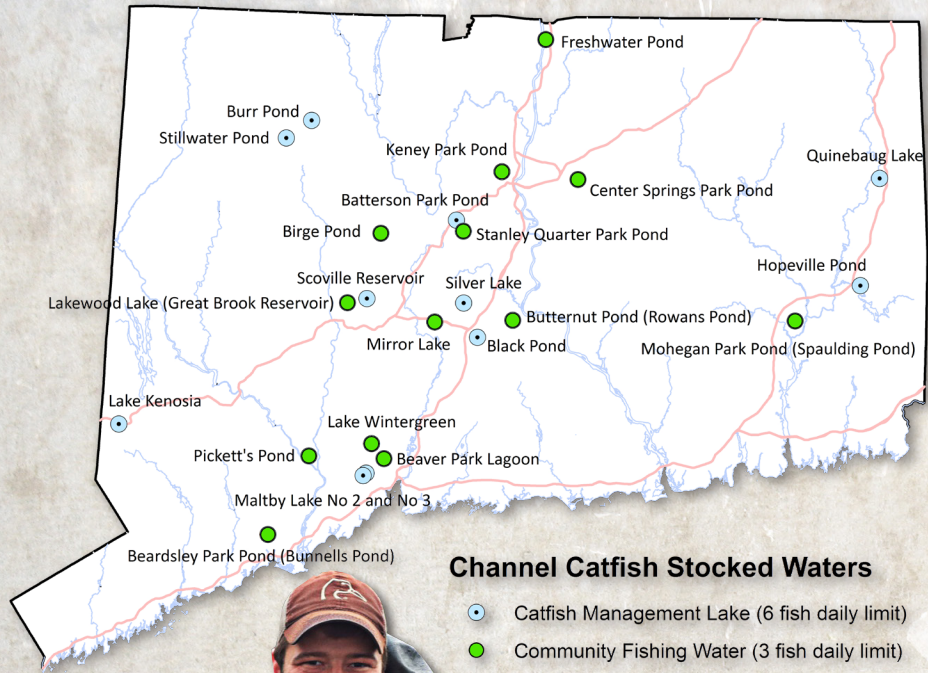 Freshwater Pond
Burr Pond
Stillwater Pond
Keney Park Pond
Quinebaug Lake
Center Springs Park Pond
Batterson Park Pond
Birge Pond
Stanley Quarter Park Pond
Hopeville Pond
Scoville Reservoir
Silver Lake
Lakewood Lake (Great Brook Reservoir)
Butternut Pond (Rowans Pond)
Mirror Lake
Black Pond
Mohegan Park Pond (Spaulding Pond)
Lake Kenosia
Lake Wintergreen
Pickett's Pond
Beaver Park Lagoon
Maltby Lake No 2 and No 3
Beardsley Park Pond (Bunnells Pond)
Channel Catfish Stocked Waters
Catfish Management Lake (6 fish daily limit)
Community Fishing Water (3 fish daily limit)